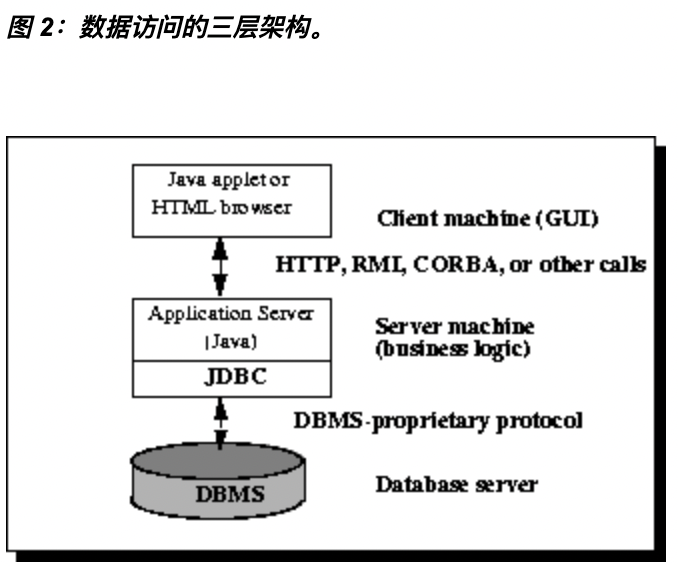 图 2：数据访问的三层架构。
Java applet or
HTML browser
Client machine (GUI)
HTTP, RMI, CORBA, or other calls
Application Server
(Java)
Server machine
(business logic)
JDBC
DBMS-proprietary protocol
DBMS
Database server